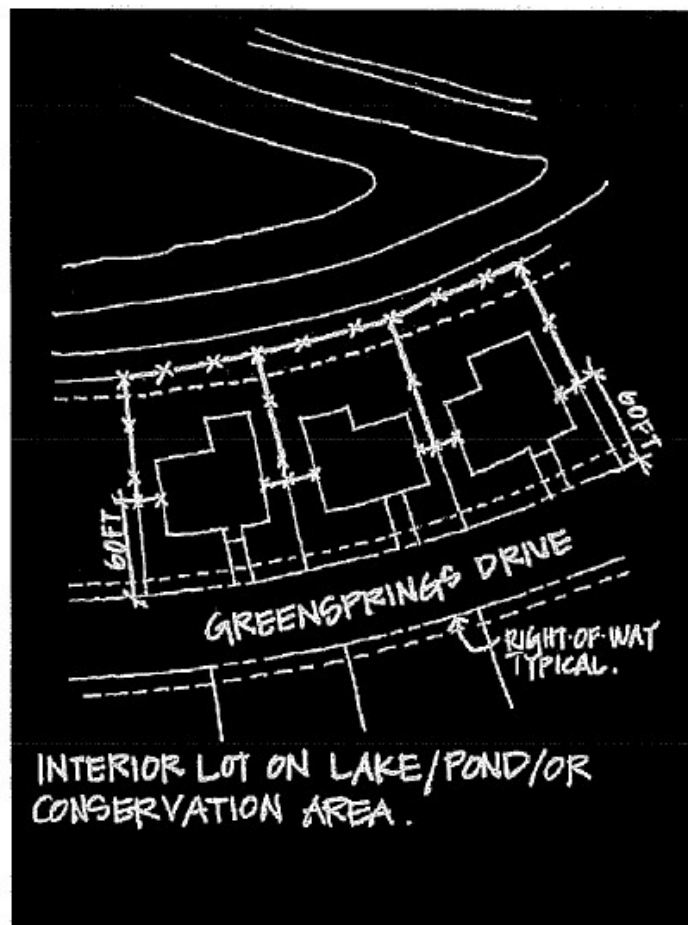 60FT
60FT
GREENSPRINGS DRIVE
RIGHT-OF-WAY
TYPICAL.
INTERIOR LOT ON LAKE/POND/OR
CONSERVATION AREA.